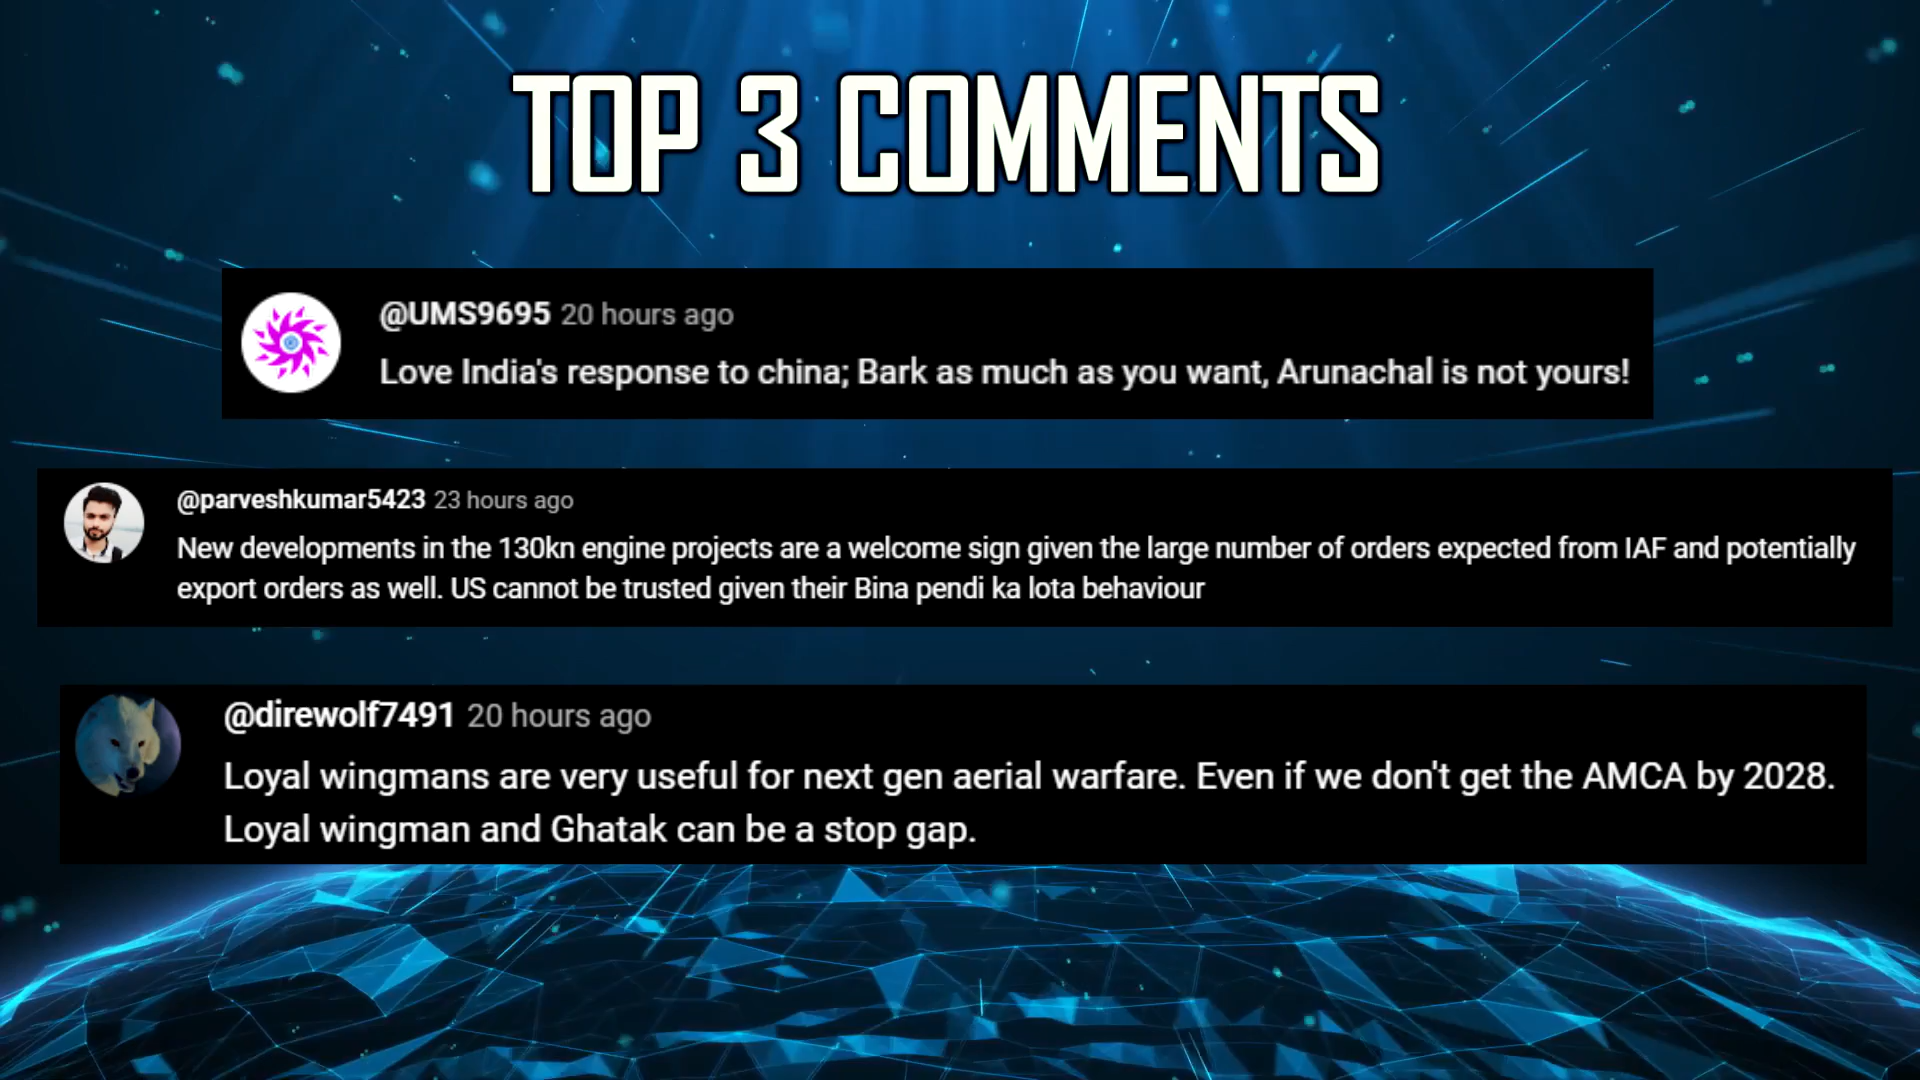 TOP 3 COMMENTS
@UMS9695 20 hours ago
Love India's response to china; Bark as much as you want, Arunachal is not yours!
@parveshkumar5423 23 hours ago
New developments in the 130kn engine projects are a welcome sign given the large number of orders expected from IAF and potentially
export orders as well. US cannot be trusted given their Bina pendi ka lota behaviour
@direwolf7491 20 hours ago
Loyal wingmans are very useful for next gen aerial warfare. Even if we don't get the AMCA by 2028.
Loyal wingman and Ghatak can be a stop gap.